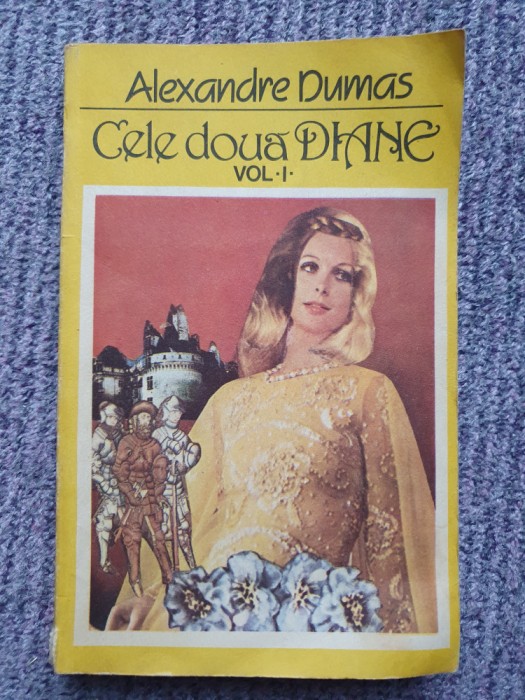 Alexandre Dumas
Cele două DIANE
VOL·I·